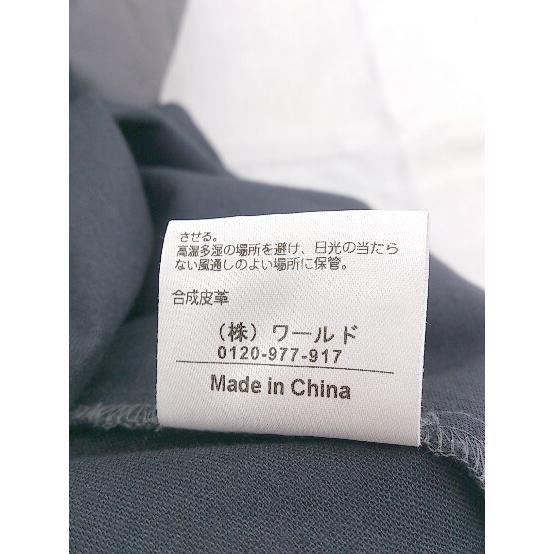 させる。
高温多湿の場所を避け、日光の当たら
ない風通しのよい場所に保管。
合成皮革
（株）ワールド
0120-977-917
Made in China